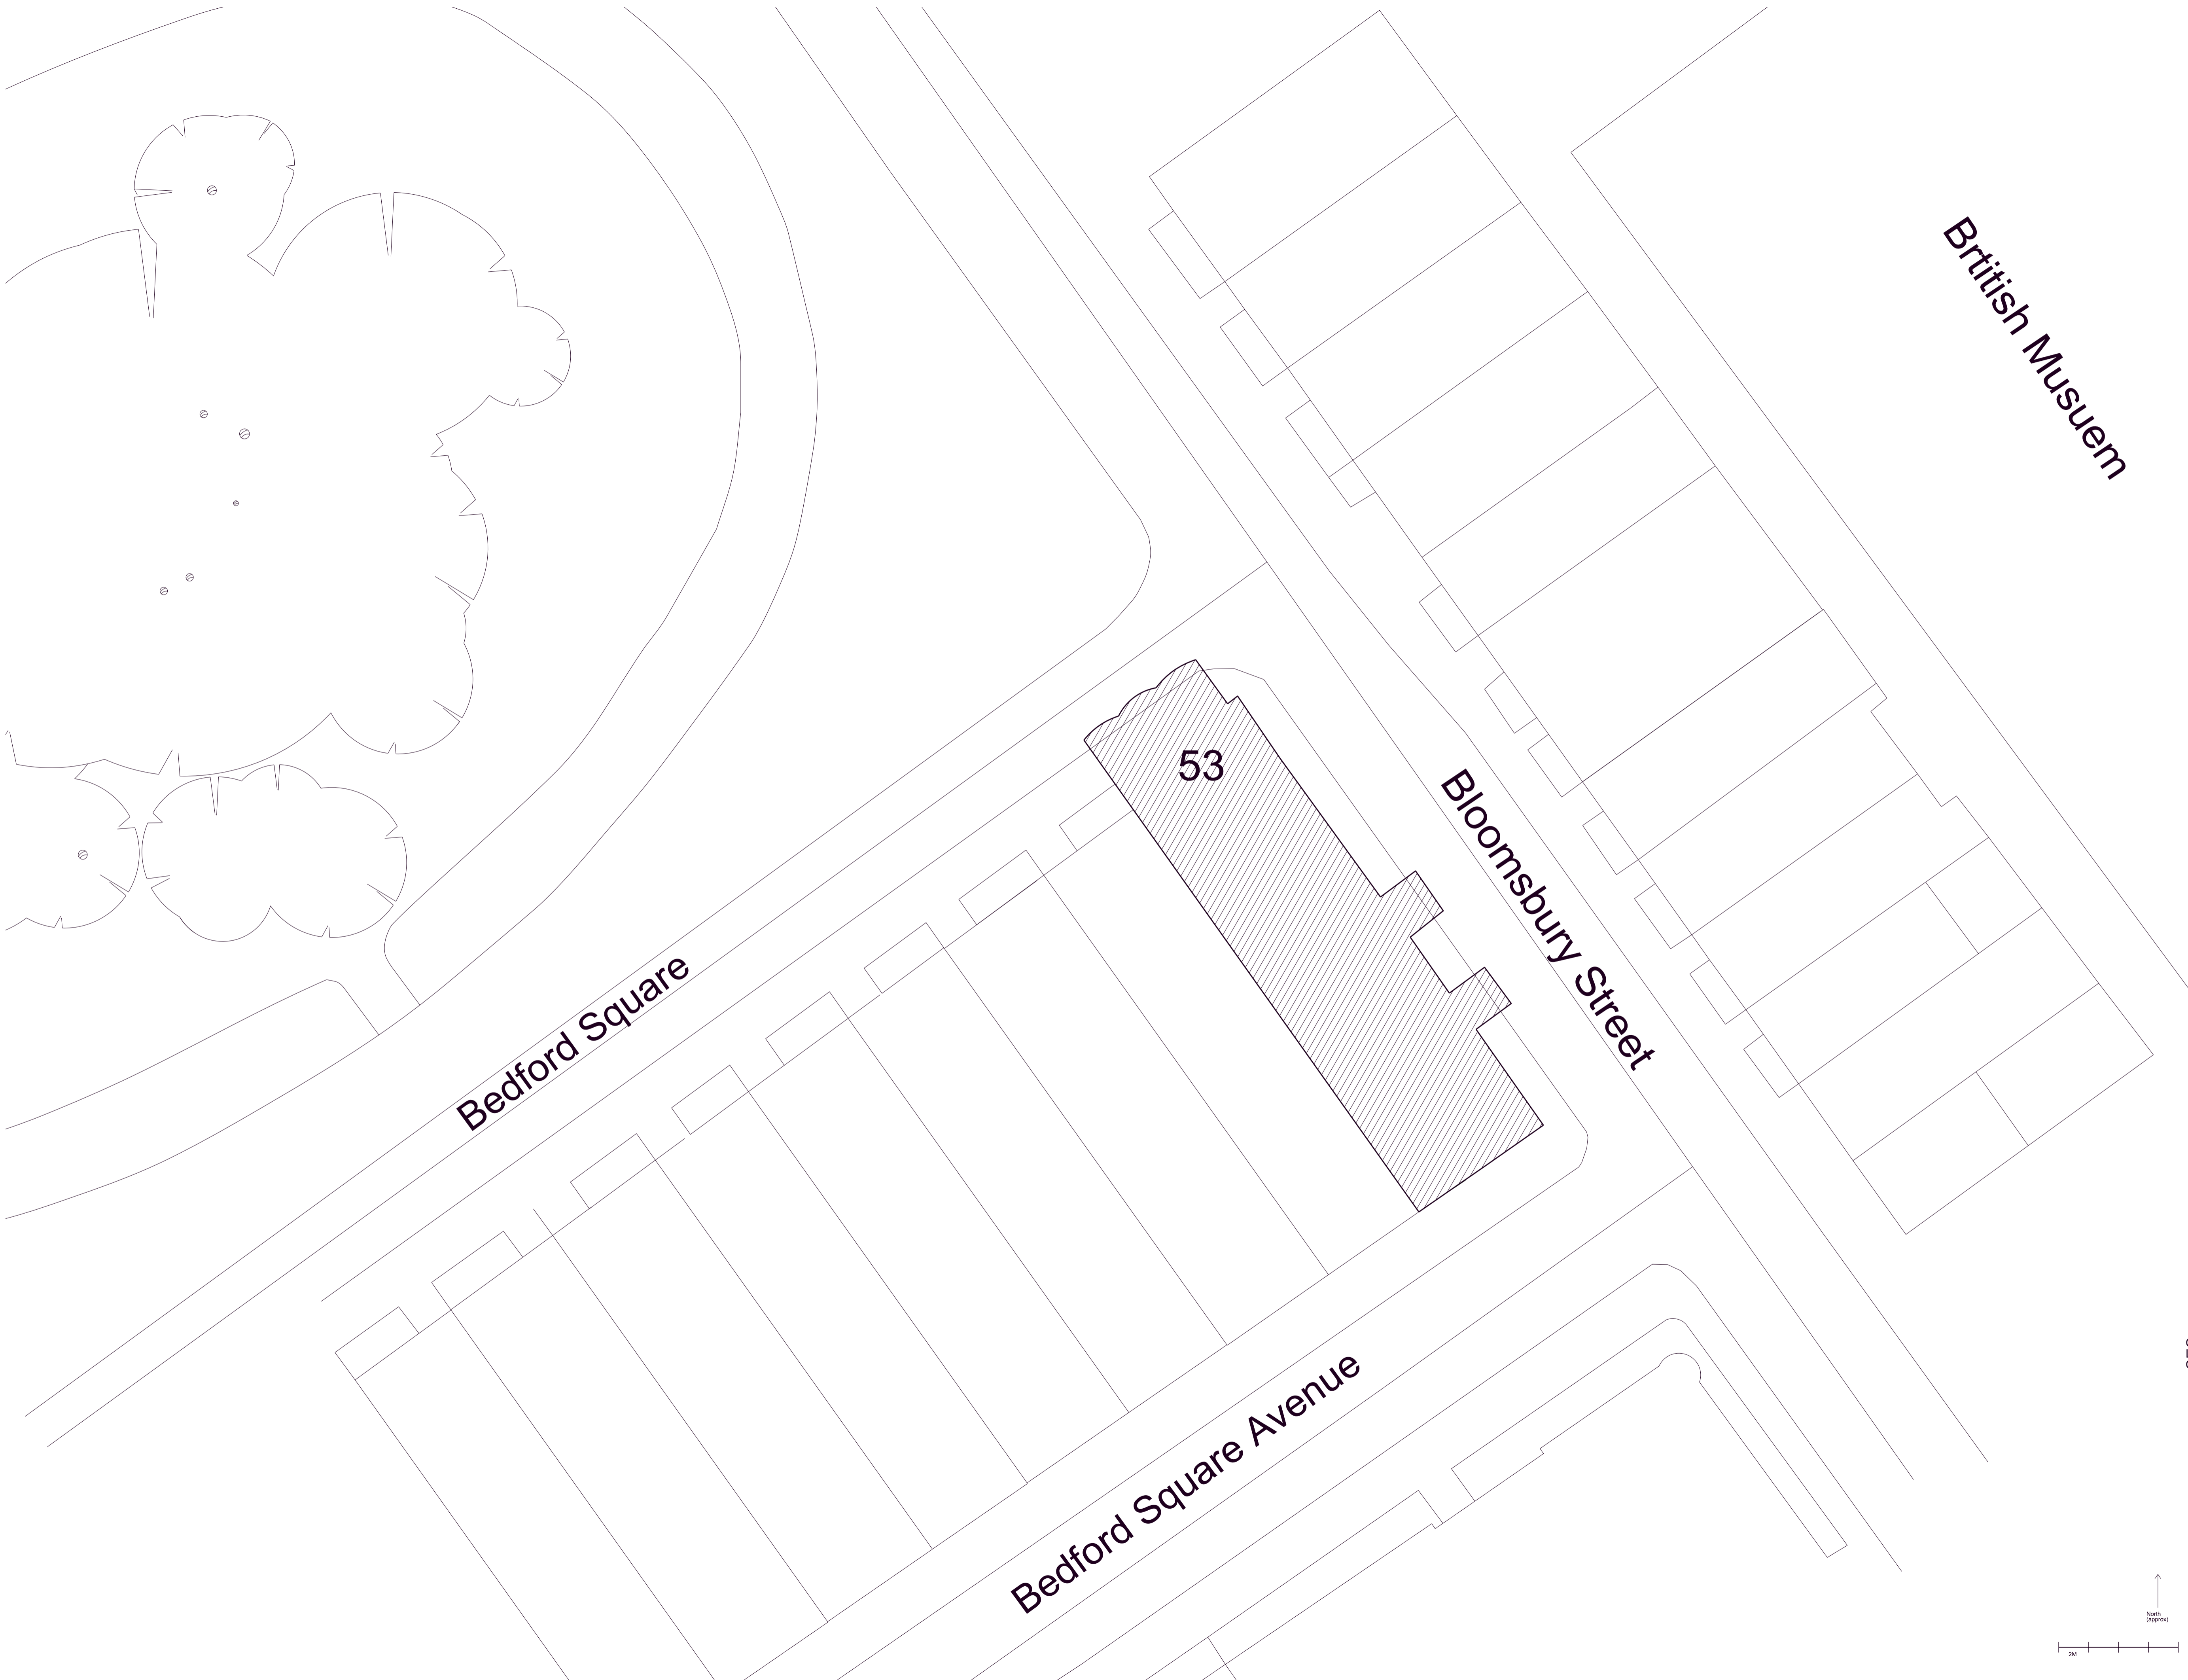 Brtitish Musuem
53
Bloomsbury Street
Bedford Square
Bedford Square Avenue
North
(approx)
2M